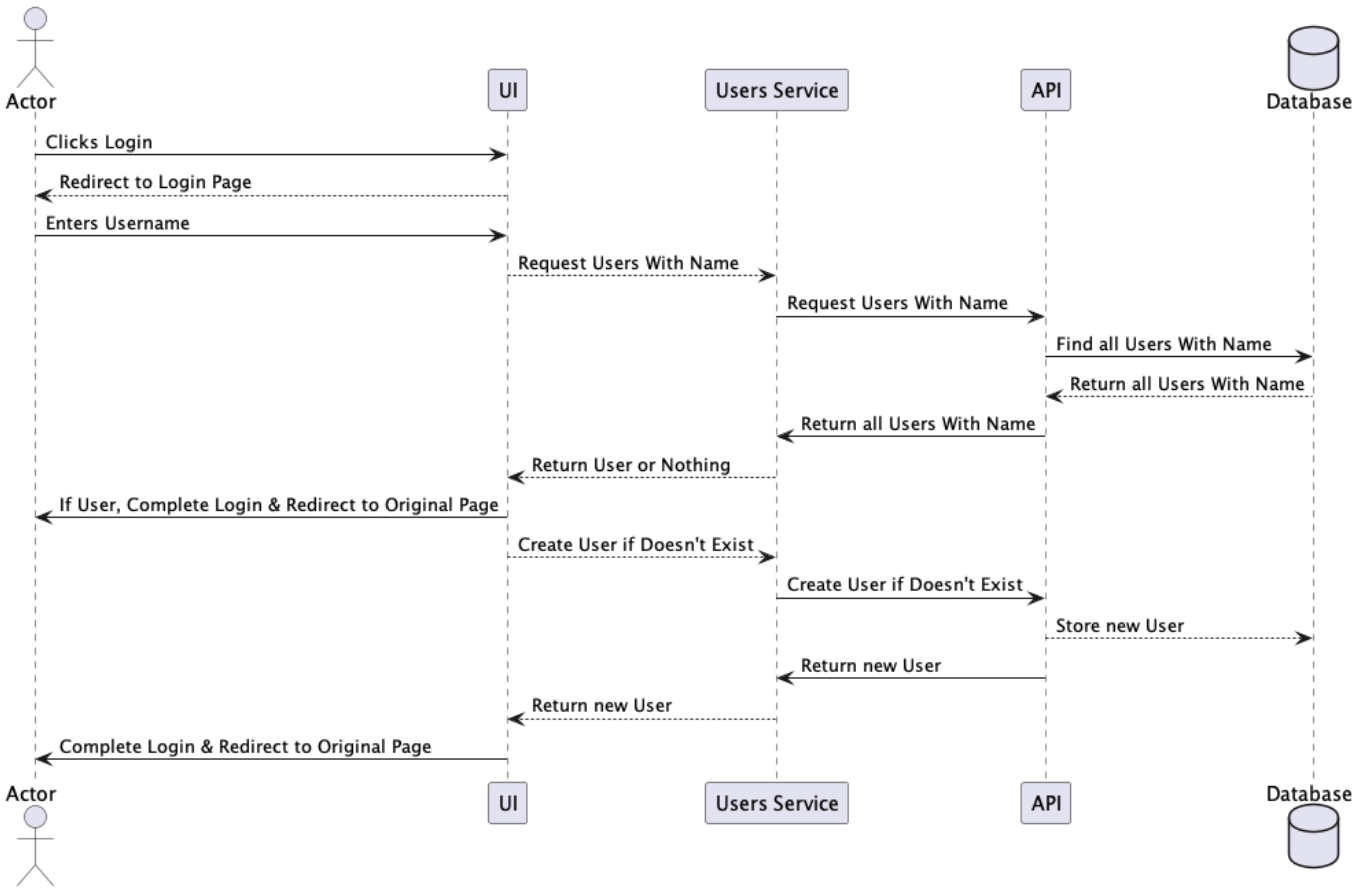 Actor
UI
Users Service
API
Database
Clicks Login
Redirect to Login Page
Enters Username
Request Users With Name
Request Users With Name
Find all Users With Name
Return all Users With Name
Return all Users With Name
Return User or Nothing
If User, Complete Login & Redirect to Original Page
Create User if Doesn't Exist
Create User if Doesn't Exist
Store new User
Return new User
Return new User
Complete Login & Redirect to Original Page
Actor
UI
Users Service
API
Database